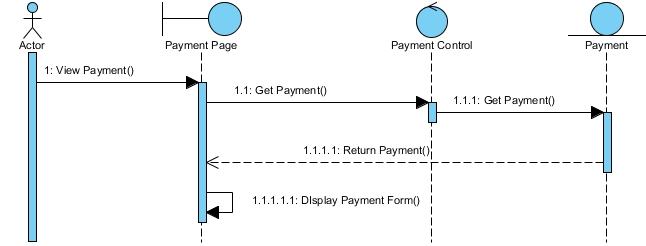 Actor
Payment Page
Payment Control
Payment
1: View Payment()
1.1: Get Payment()
1.1.1: Get Payment()
1.1.1.1: Return Payment()
1.1.1.1.1: DIsplay Payment Form()